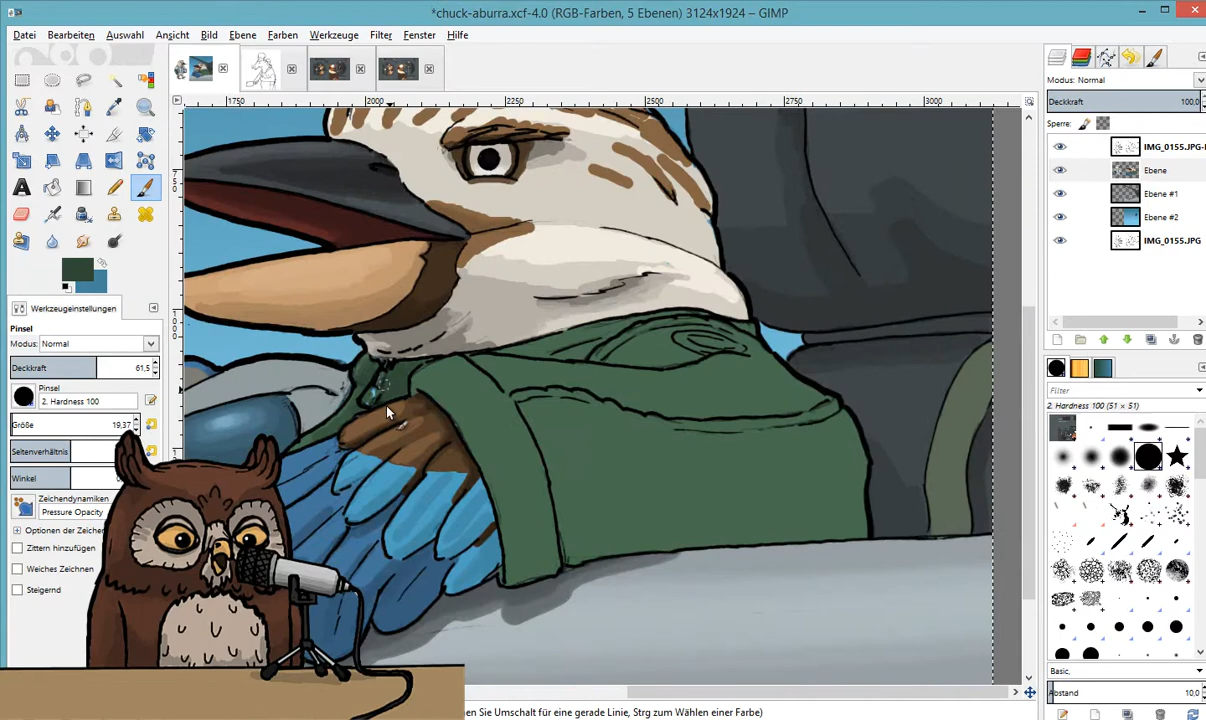 *chuck-aburra.xcf-4.0 (RGB-Farben, 5 Ebenen) 3124x1924 – GIMP
Datei Bearbeiten Auswahl Ansicht Bild Ebene Farben Werkzeuge Filter Fenster Hilfe
1750 2000 2250 2500 2750 3000
Modus: Normal
Deckkraft 100,0
Sperre:
IMG_0155.JPG-
Ebene
Ebene #1
Ebene #2
IMG_0155.JPG
Werkzeugeinstellungen
Pinsel
Modus: Normal
Deckkraft 61,5
Pinsel
2. Hardness 100
Größe 19,37
Seitenverhältnis
Winkel
Zeichendynamiken
Pressure Opacity
Optionen der Zeichen
Zittern hinzufügen
Weiches Zeichnen
Steigernd
Filter
2. Hardness 100 (51 × 51)
Basic,
Abstand 10,0
en Sie Umschalt für eine gerade Linie, Strg zum Wählen einer Farbe)